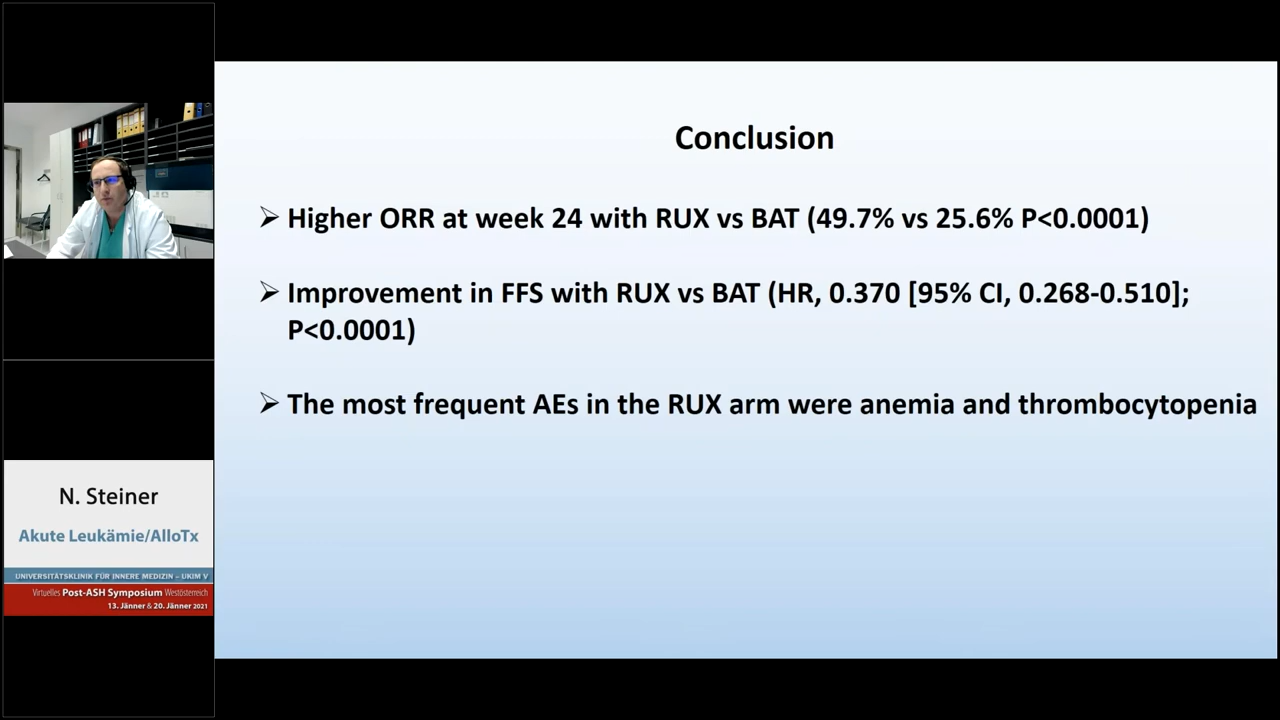 Conclusion
➢ Higher ORR at week 24 with RUX vs BAT (49.7% vs 25.6% P<0.0001)
➢ Improvement in FFS with RUX vs BAT (HR, 0.370 [95% CI, 0.268-0.510];
P<0.0001)
➢ The most frequent AEs in the RUX arm were anemia and thrombocytopenia
N. Steiner
Akute Leukämie/AlloTx
UNIVERSITÄTSKLINIK FÜR INNERE MEDIZIN – UKIM V
Virtuelles Post-ASH Symposium Westösterreich
13. Jänner & 20. Jänner 2021